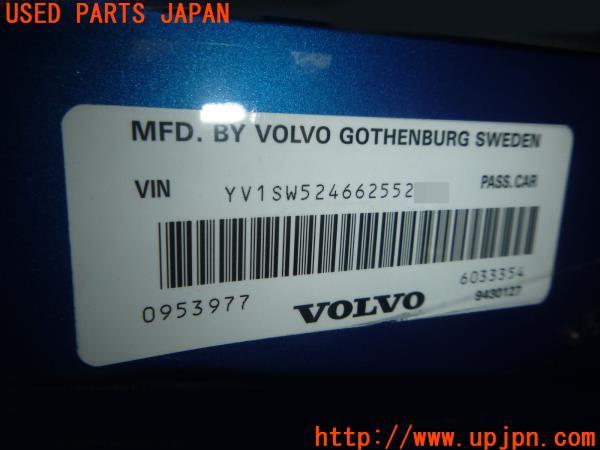 USED PARTS JAPAN
MFD. BY VOLVO GOTHENBURG SWEDEN
VIN YV1SW524662552 PASS. CAR
0953977 VOLVO 6033354
9430127
UPJ
http://www.upjpn.com/